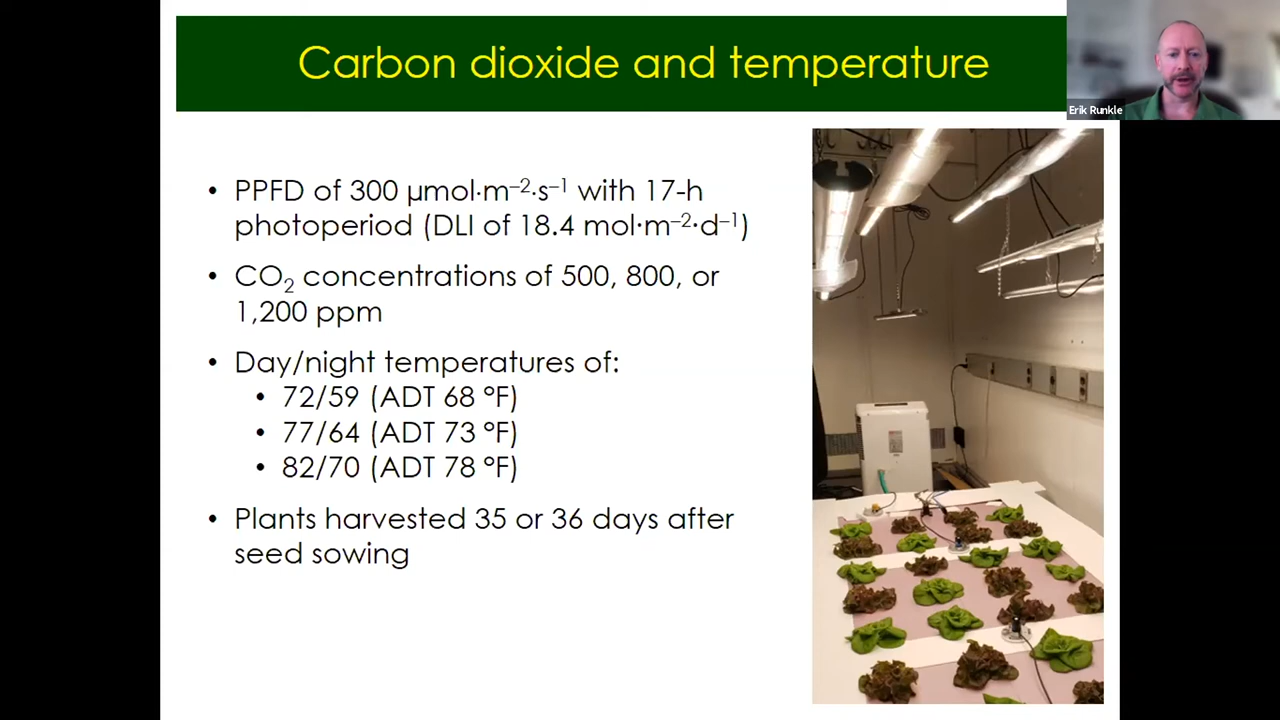 Carbon dioxide and temperature
Erik Runkle
• PPFD of 300 µmol·m⁻²·s⁻¹ with 17-h
photoperiod (DLI of 18.4 mol·m⁻²·d⁻¹)
• CO₂ concentrations of 500, 800, or
1,200 ppm
• Day/night temperatures of:
• 72/59 (ADT 68 °F)
• 77/64 (ADT 73 °F)
• 82/70 (ADT 78 °F)
• Plants harvested 35 or 36 days after
seed sowing